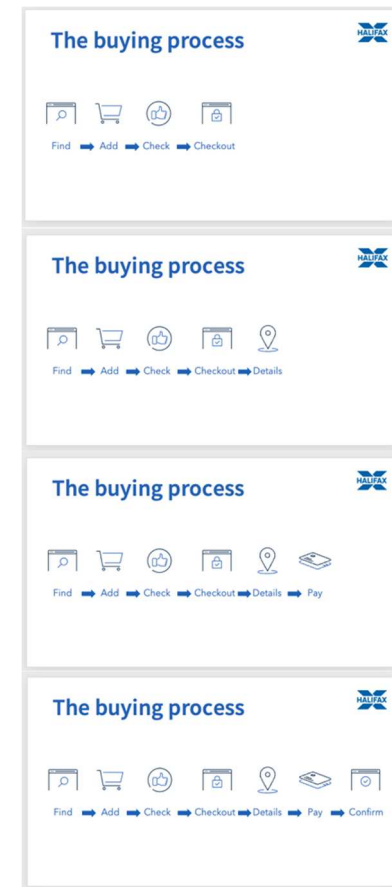 The buying process
HALIFAX
Find Add Check Checkout
The buying process
HALIFAX
Find Add Check Checkout Details
The buying process
HALIFAX
Find Add Check Checkout Details Pay
The buying process
HALIFAX
Find Add Check Checkout Details Pay Confirm